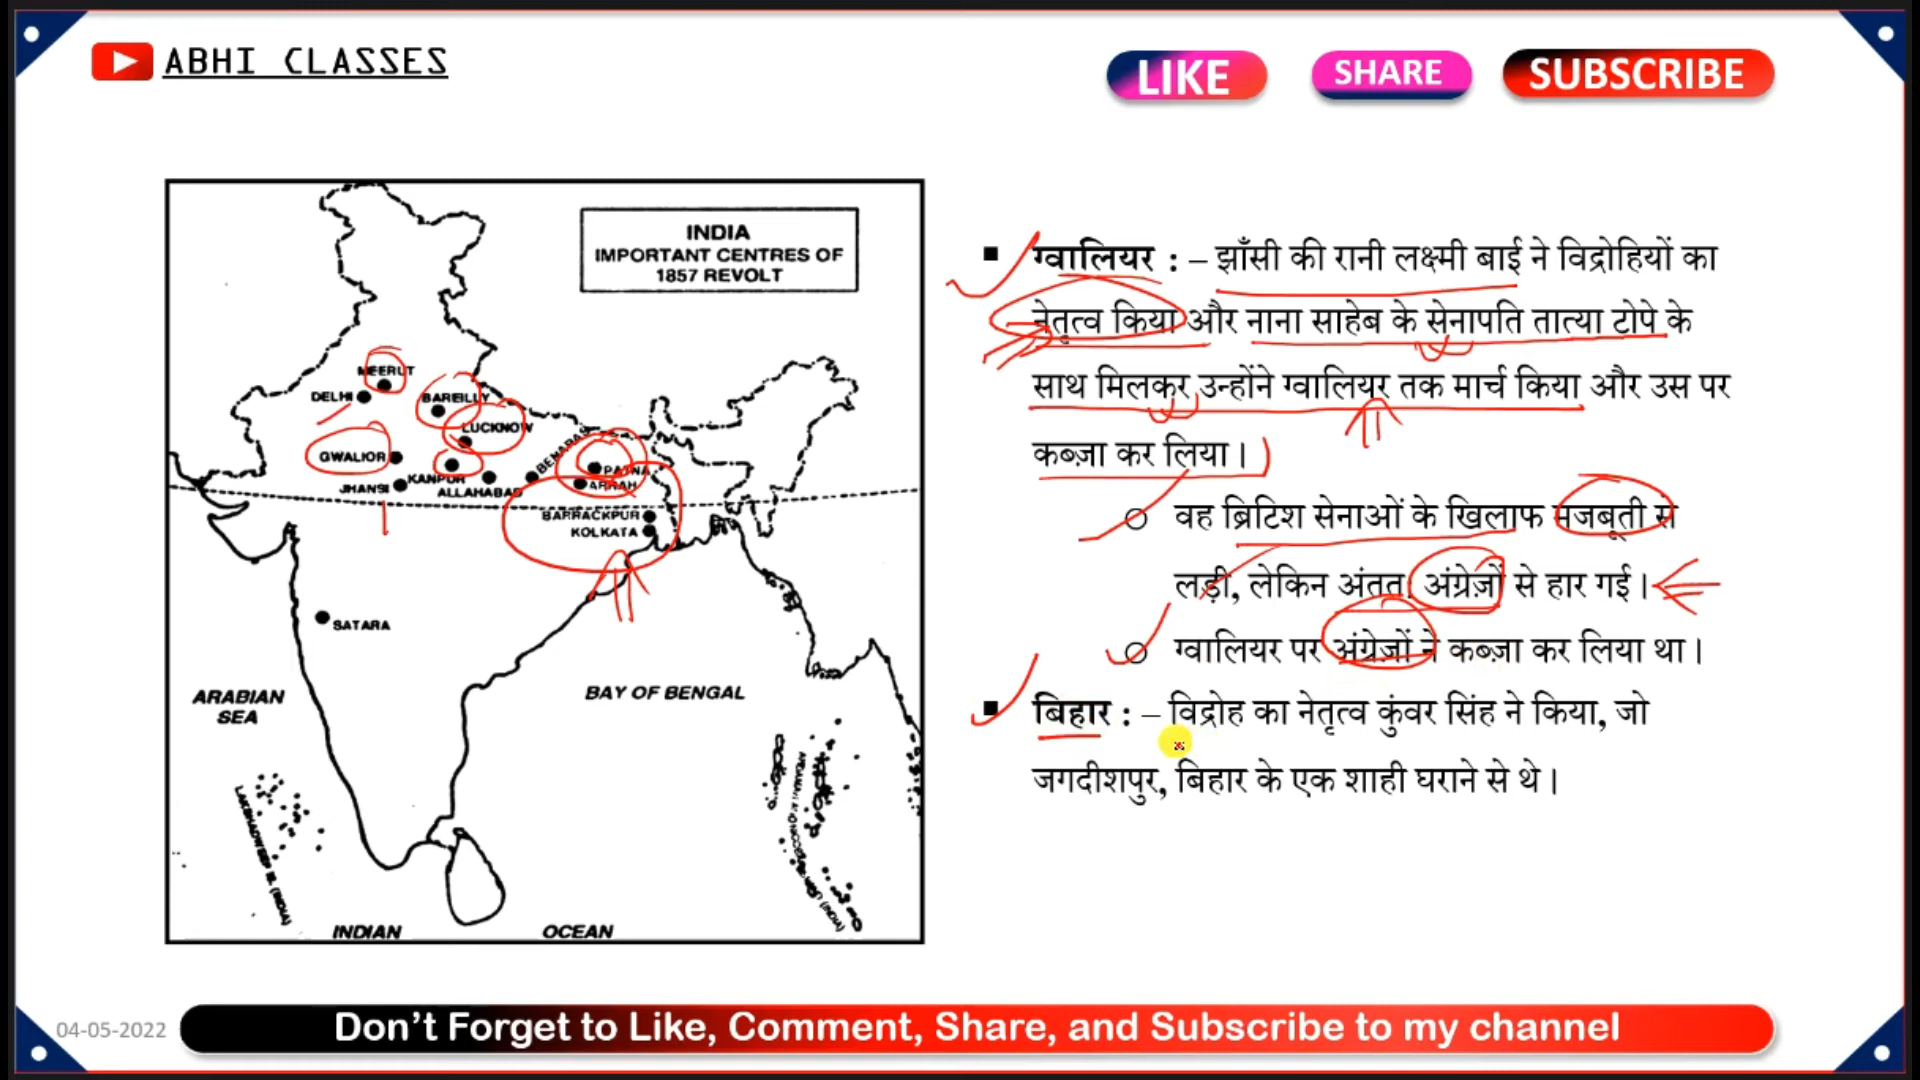 ABHI CLASSES
LIKE
SHARE
SUBSCRIBE
INDIA
IMPORTANT CENTRES OF
1857 REVOLT
MEERUT
DELHI
BAREILLY
LUCKNOW
GWALIOR
KANPUR
JHANSI
ALLAHABAD
BENARAS
PATNA
ARRAH
BARRACKPUR
KOLKATA
SATARA
ARABIAN
SEA
BAY OF BENGAL
INDIAN OCEAN
ग्वालियर : – झाँसी की रानी लक्ष्मी बाई ने विद्रोहियों का
नेतृत्व किया और नाना साहेब के सेनापति तात्या टोपे के
साथ मिलकर उन्होंने ग्वालियर तक मार्च किया और उस पर
कब्ज़ा कर लिया।
वह ब्रिटिश सेनाओं के खिलाफ मजबूती से
लड़ी, लेकिन अंतत: अंग्रेज़ों से हार गई।
ग्वालियर पर अंग्रेज़ों ने कब्ज़ा कर लिया था।
बिहार : – विद्रोह का नेतृत्व कुंवर सिंह ने किया, जो
जगदीशपुर, बिहार के एक शाही घराने से थे।
04-05-2022
Don’t Forget to Like, Comment, Share, and Subscribe to my channel